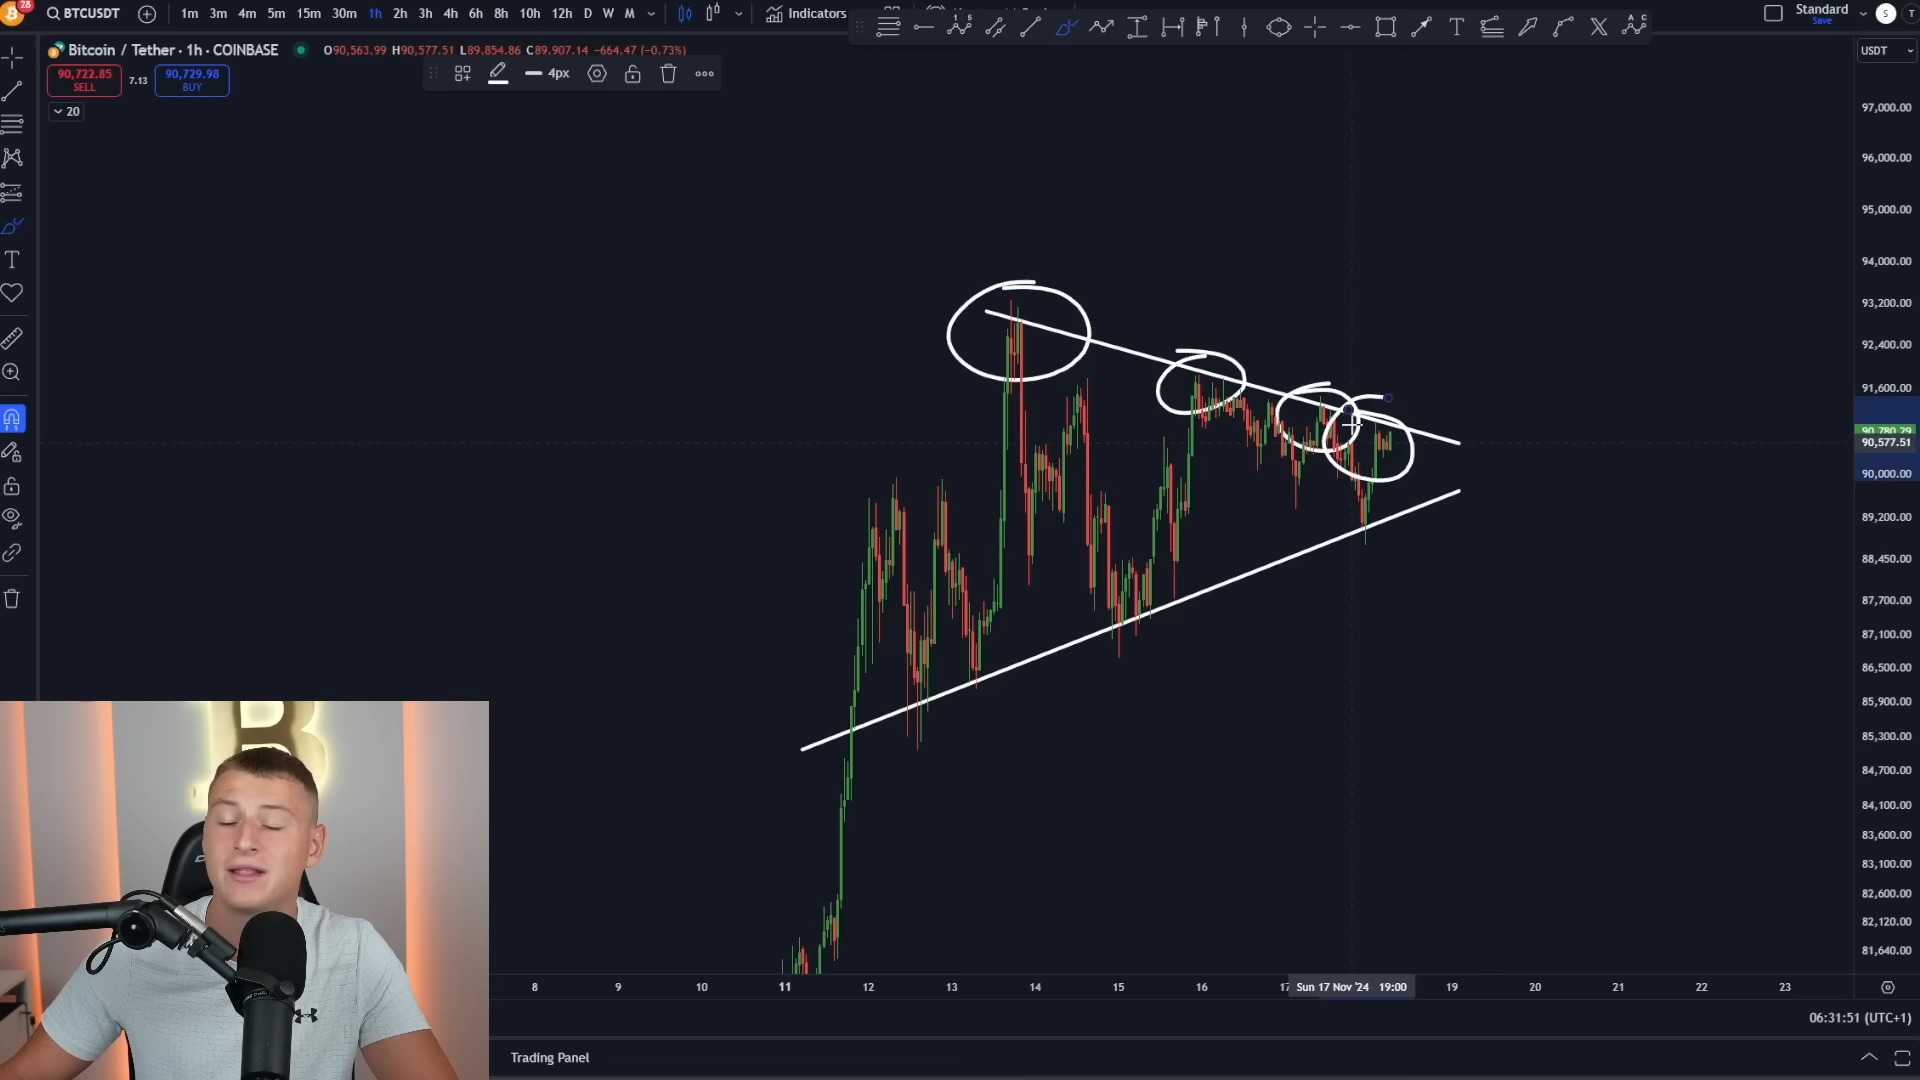 28
BTCUSDT
1m 3m 4m 5m 15m 30m 1h 2h 3h 4h 6h 8h 10h 12h D W M
Indicators
Standard
Save
S
T
Bitcoin / Tether · 1h · COINBASE
O90,563.99 H90,577.51 L89,854.86 C89,907.14 −664.47 (−0.73%)
USDT
90,722.85
SELL
7.13
90,729.98
BUY
4px
20
97,000.00
96,000.00
95,000.00
94,000.00
93,200.00
92,400.00
91,600.00
90,780.29
90,577.51
90,000.00
89,200.00
88,450.00
87,700.00
87,100.00
86,500.00
85,900.00
85,300.00
84,700.00
84,100.00
83,600.00
83,100.00
82,600.00
82,120.00
81,640.00
8 9 10 11 12 13 14 15 16 17 Sun 17 Nov '24 19:00 19 20 21 22 23
06:31:51 (UTC+1)
Trading Panel